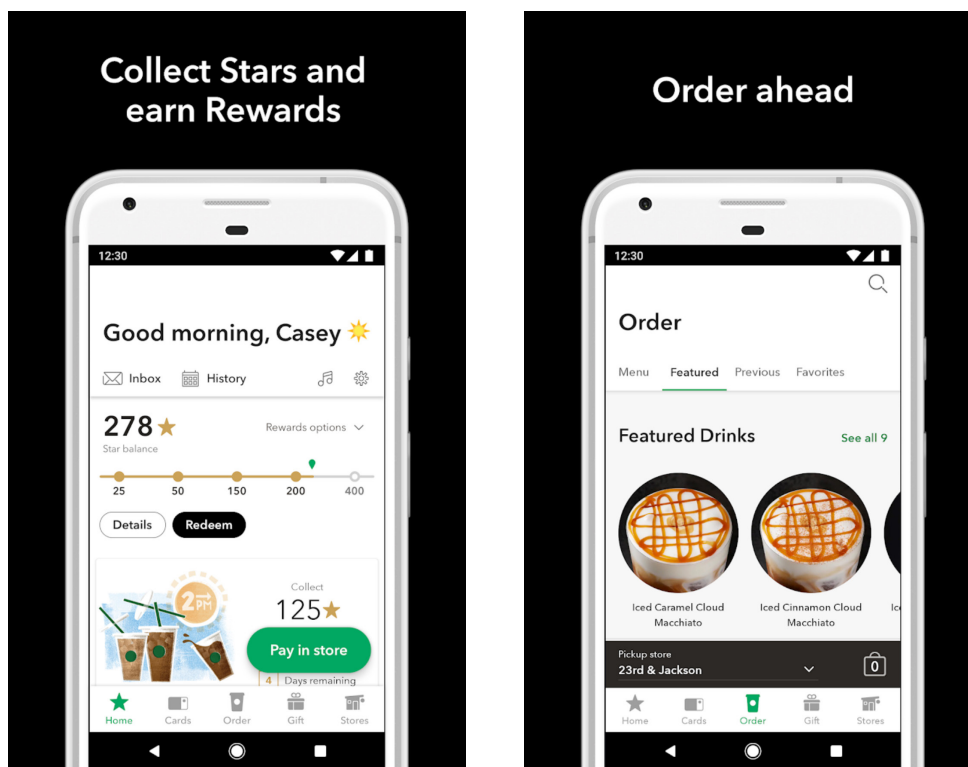 Collect Stars and
earn Rewards
12:30
Good morning, Casey
Inbox
History
278
Rewards options
Star balance
25 50 150 200 400
Details
Redeem
2 PM
Collect
125
Pay in store
4 Days remaining
Home Cards Order Gift Stores
Order ahead
12:30
Order
Menu Featured Previous Favorites
Featured Drinks
See all 9
Iced Caramel Cloud
Macchiato
Iced Cinnamon Cloud
Macchiato
Pickup store
23rd & Jackson
0
Home Cards Order Gift Stores